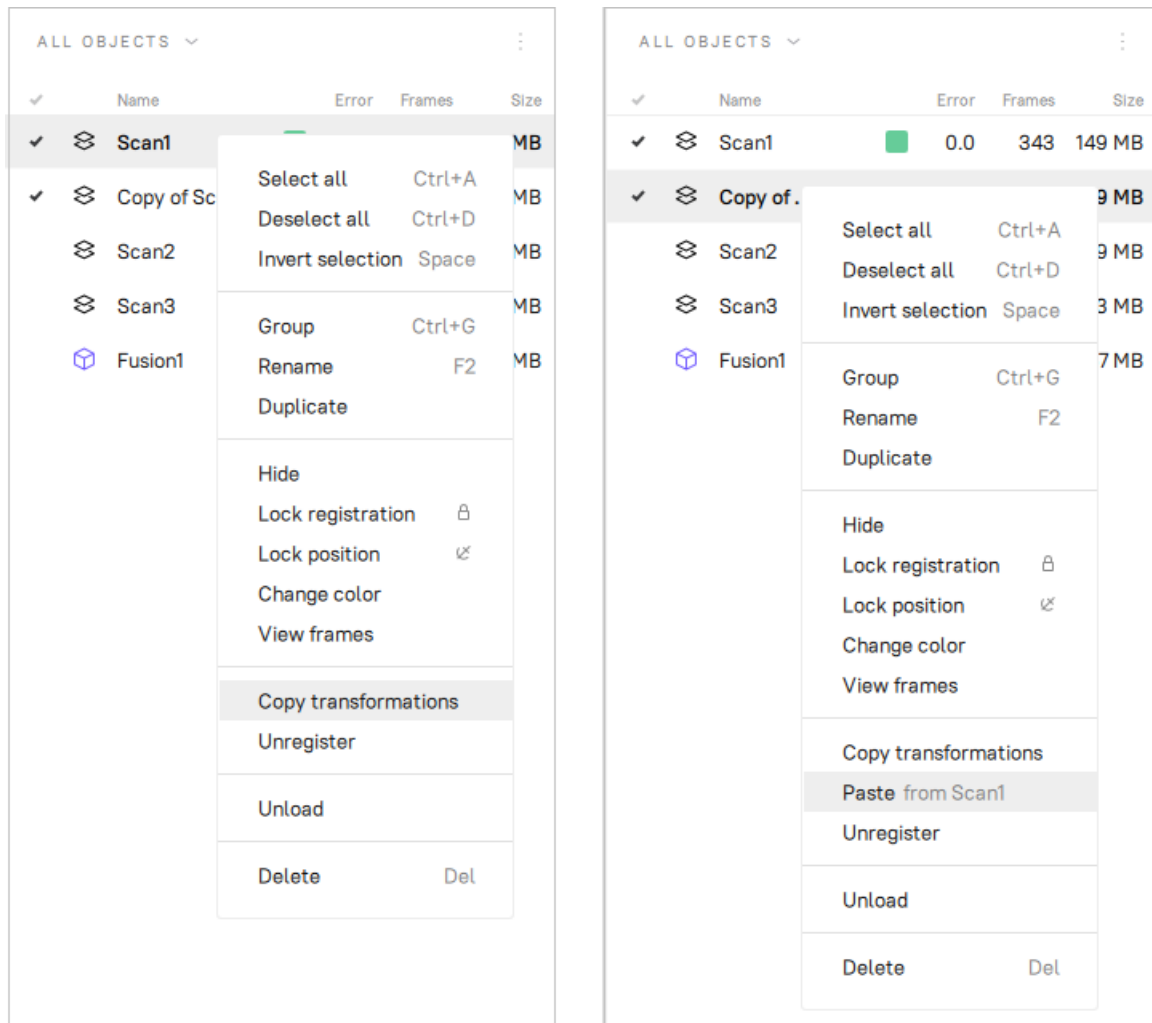 ALL OBJECTS
Name Error Frames Size
Scan1 MB
Copy of Sc MB
Scan2 MB
Scan3 MB
Fusion1 MB
Select all Ctrl+A
Deselect all Ctrl+D
Invert selection Space
Group Ctrl+G
Rename F2
Duplicate
Hide
Lock registration
Lock position
Change color
View frames
Copy transformations
Unregister
Unload
Delete Del
ALL OBJECTS
Name Error Frames Size
Scan1 0.0 343 149 MB
Copy of . 9 MB
Scan2 9 MB
Scan3 3 MB
Fusion1 7 MB
Select all Ctrl+A
Deselect all Ctrl+D
Invert selection Space
Group Ctrl+G
Rename F2
Duplicate
Hide
Lock registration
Lock position
Change color
View frames
Copy transformations
Paste from Scan1
Unregister
Unload
Delete Del